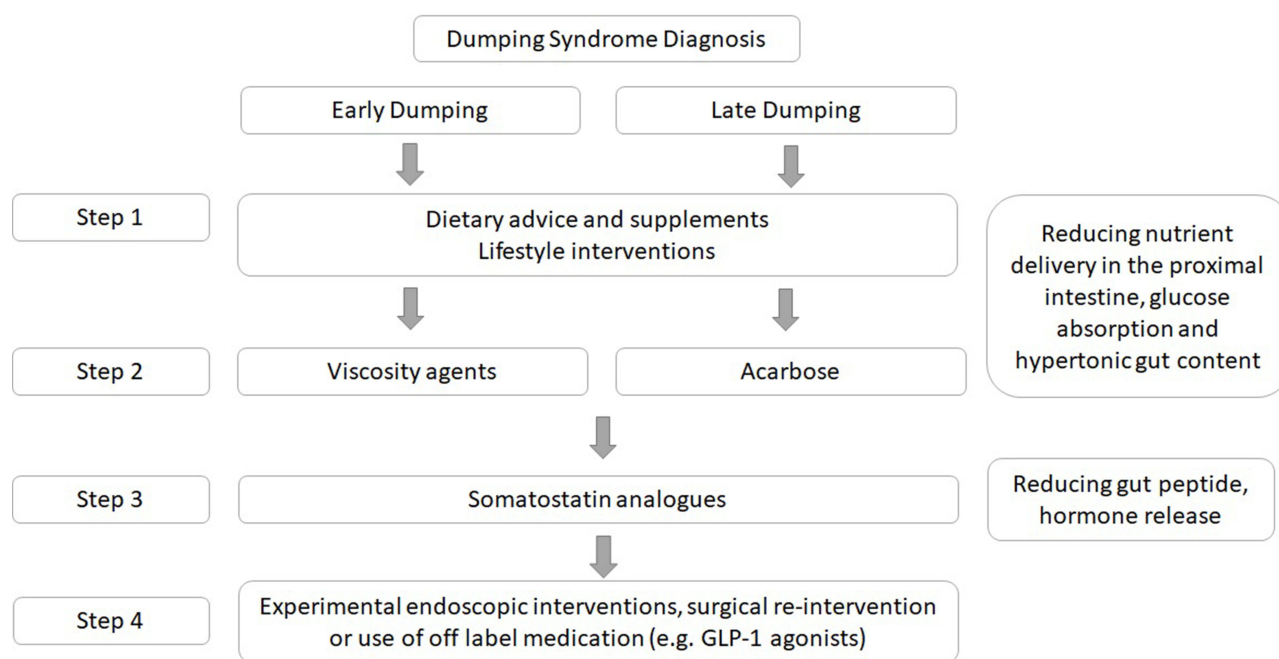 Dumping Syndrome Diagnosis
Early Dumping
Late Dumping
Step 1
Dietary advice and supplements
Lifestyle interventions
Reducing nutrient
delivery in the proximal
intestine, glucose
absorption and
hypertonic gut content
Step 2
Viscosity agents
Acarbose
Step 3
Somatostatin analogues
Reducing gut peptide,
hormone release
Step 4
Experimental endoscopic interventions, surgical re-intervention
or use of off label medication (e.g. GLP-1 agonists)